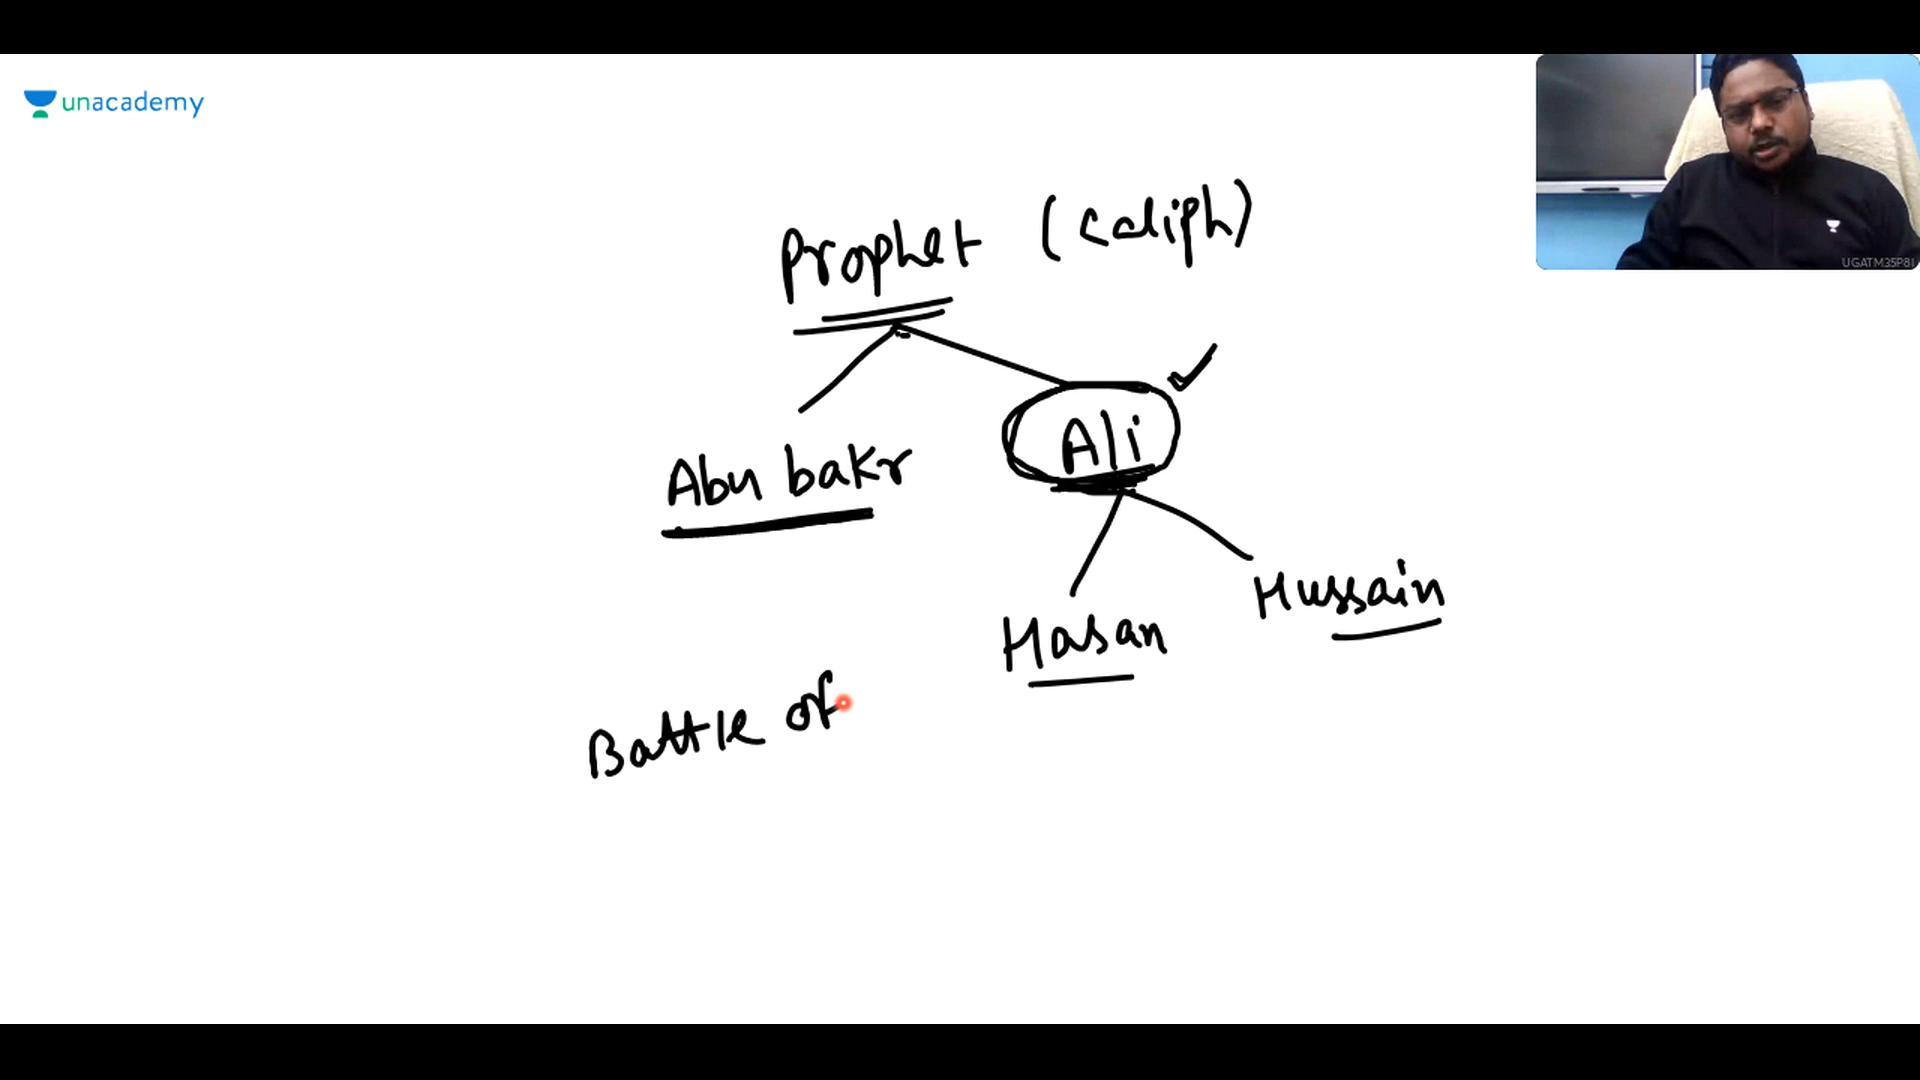 unacademy
Prophet (Caliph)
Ali
Abu bakr
Hussain
Hasan
Battle of
UGATM35P8I